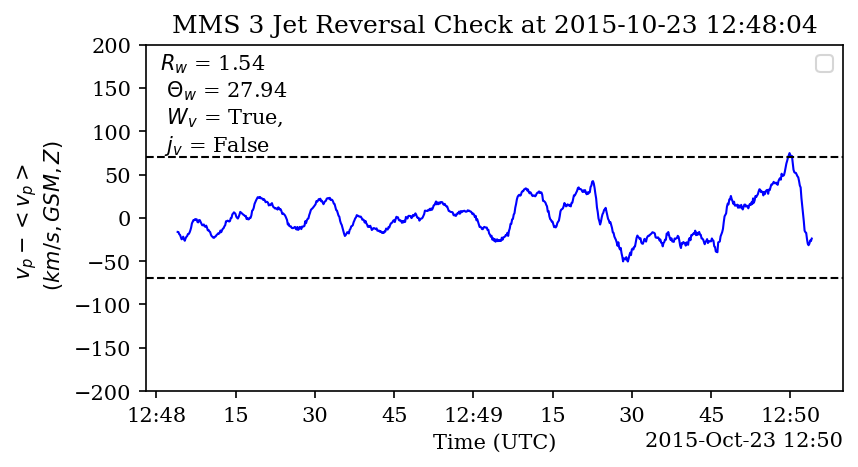 MMS 3 Jet Reversal Check at 2015-10-23 12:48:04
200
150
100
50
0
−50
−100
−150
−200
v_p − < v_p >
(km/s, GSM, Z)
R_w = 1.54
Θ_w = 27.94
W_v = True,
j_v = False
12:48 15 30 45 12:49 15 30 45 12:50
Time (UTC)
2015-Oct-23 12:50